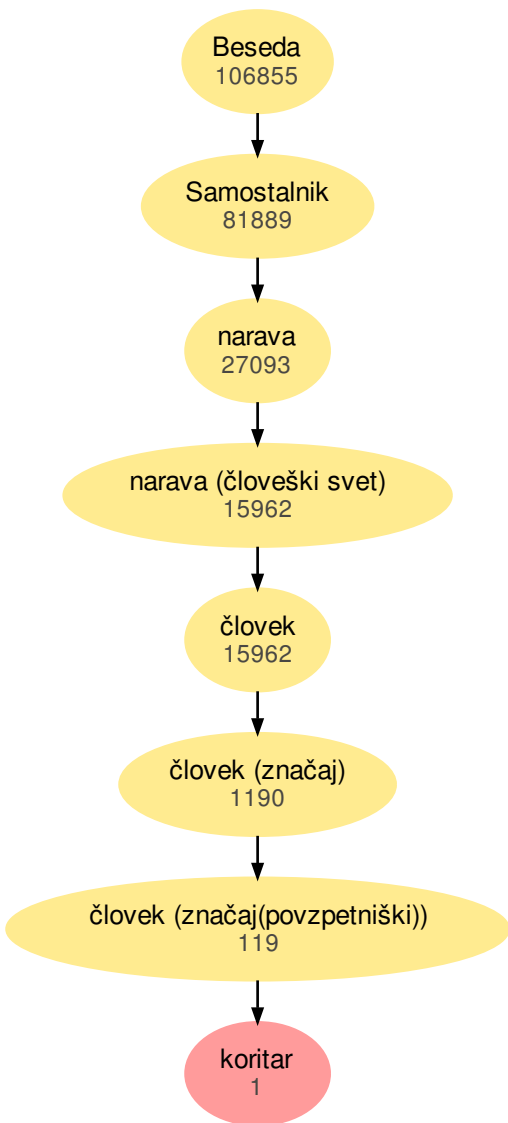 Beseda
106855
Samostalnik
81889
narava
27093
narava (človeški svet)
15962
človek
15962
človek (značaj)
1190
človek (značaj(povzpetniški))
119
koritar
1